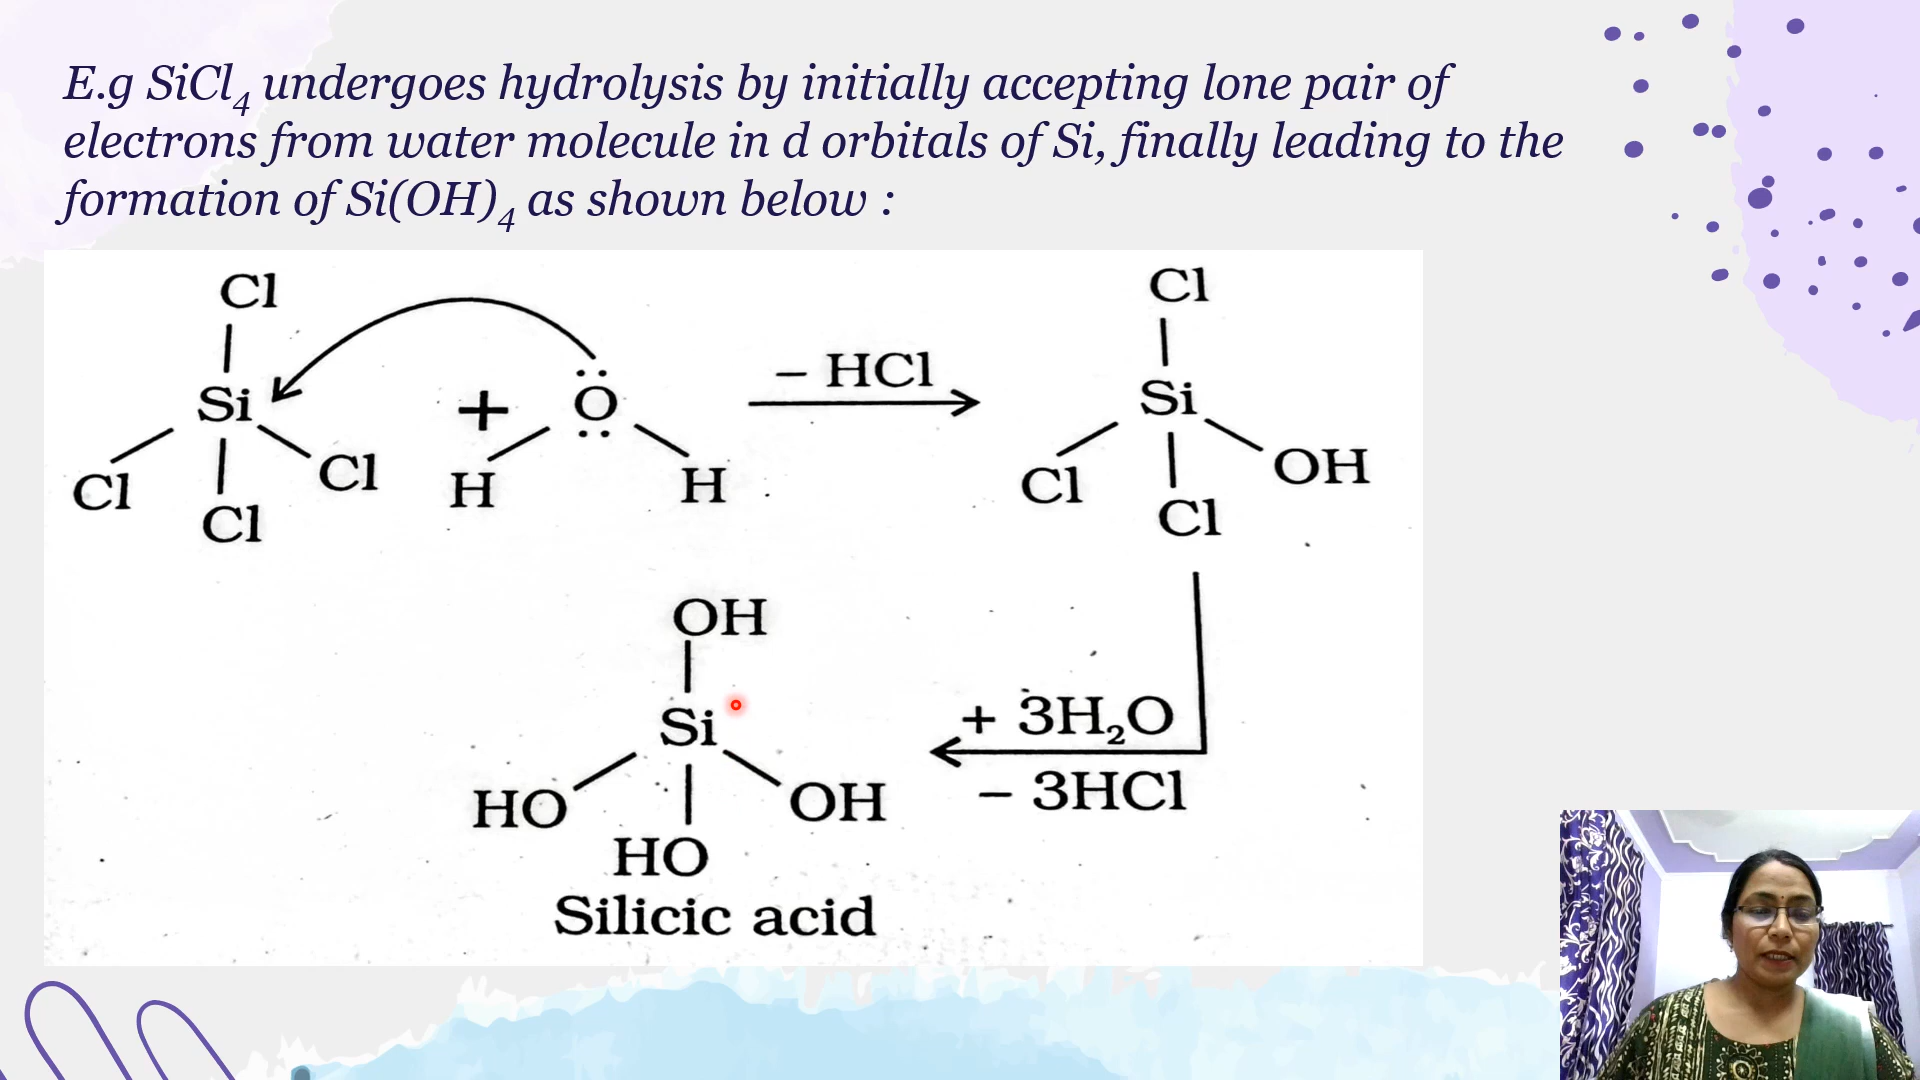 E.g SiCl4 undergoes hydrolysis by initially accepting lone pair of
electrons from water molecule in d orbitals of Si, finally leading to the
formation of Si(OH)4 as shown below :
Cl
Si
Cl
Cl
Cl
+
O
H
H
– HCl
Cl
Si
Cl
OH
Cl
+ 3H2O
– 3HCl
OH
Si
HO
OH
HO
Silicic acid